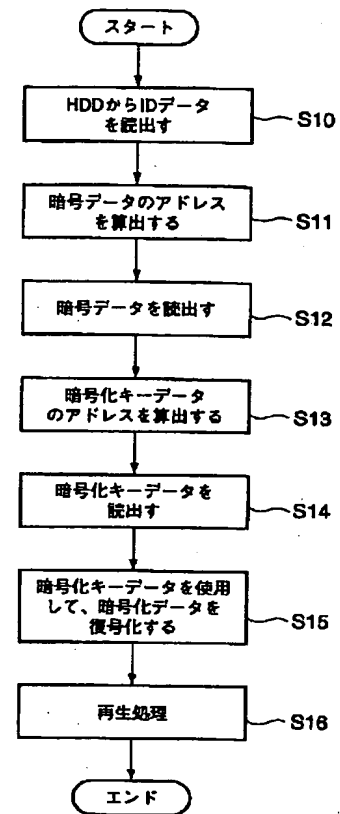 スタート
HDDからIDデータ
を読出す
S10
暗号データのアドレス
を算出する
S11
暗号データを読出す
S12
暗号化キーデータ
のアドレスを算出する
S13
暗号化キーデータを
読出す
S14
暗号化キーデータを使用
して、暗号化データを
復号化する
S15
再生処理
S16
エンド